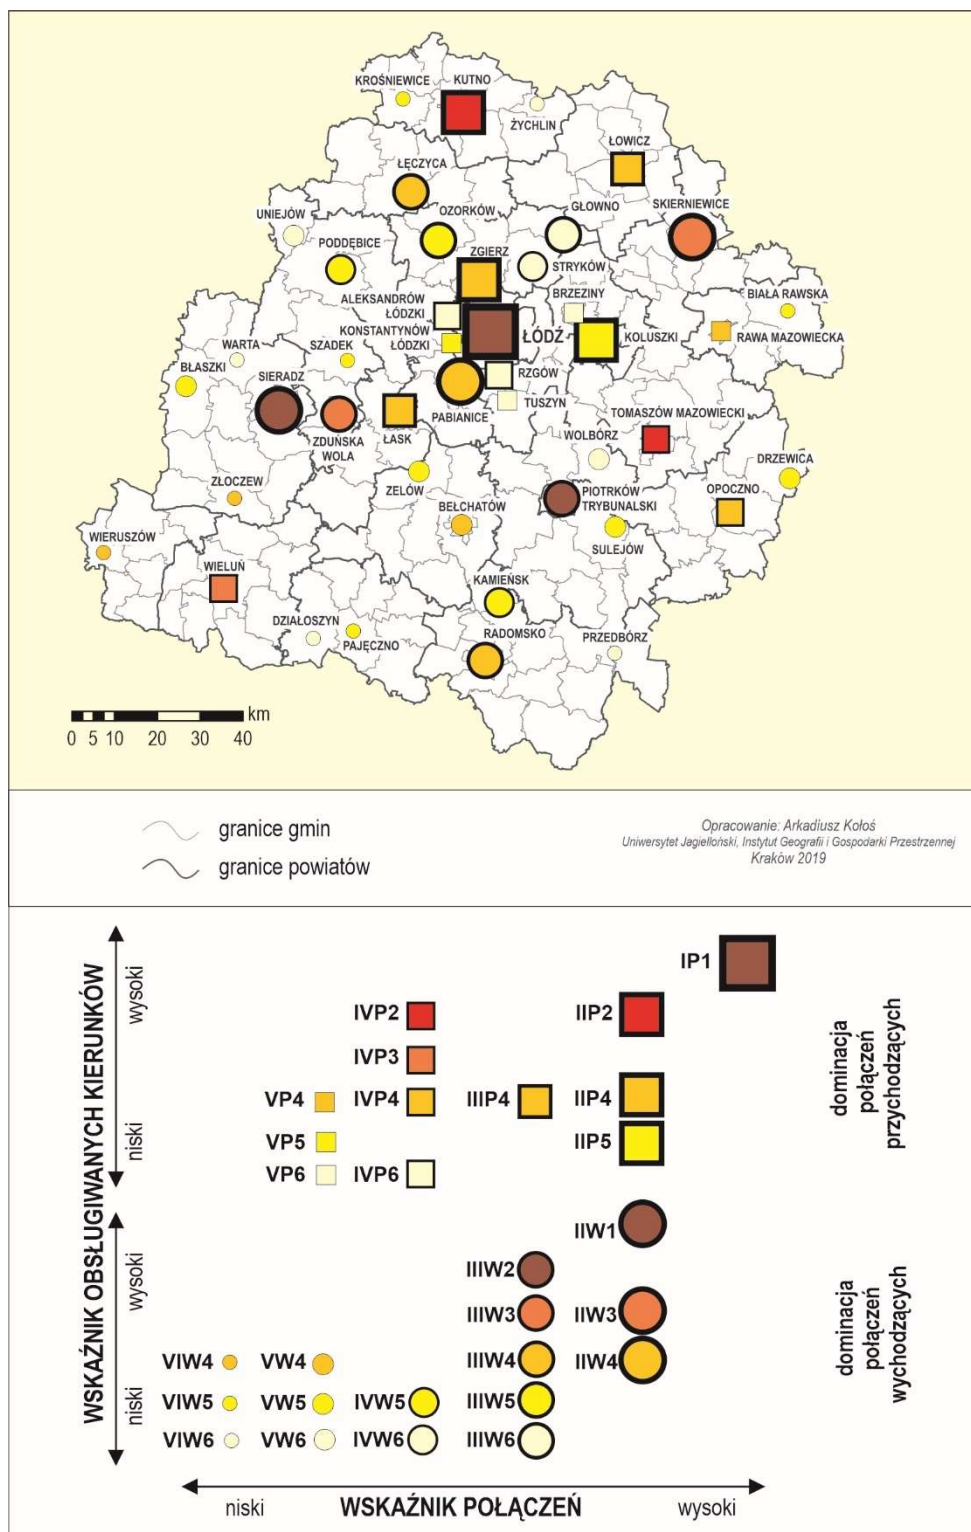 KROŚNIEWICE
KUTNO
ŻYCHLIN
ŁOWICZ
ŁĘCZYCA
UNIEJÓW
OZORKÓW
GŁOWNO
SKIERNIEWICE
PODDĘBICE
ZGIERZ
STRYKÓW
ALEKSANDRÓW
ŁÓDZKI
BRZEZINY
BIAŁA RAWSKA
KONSTANTYNÓW
ŁÓDZKI
ŁÓDŹ
KOLUSZKI
RAWA MAZOWIECKA
WARTA
SZADEK
BŁASZKI
SIERADZ
RZGÓW
TUSZYN
PABIANICE
TOMASZÓW MAZOWIECKI
ZDUŃSKA
WOLA
ŁASK
WOLBÓRZ
DRZEWICA
ZŁOCZEW
ZELÓW
PIOTRKÓW
TRYBUNALSKI
OPOCZNO
BEŁCHATÓW
WIERUSZÓW
SULEJÓW
WIELUŃ
KAMIEŃSK
DZIAŁOSZYN
PAJĘCZNO
RADOMSKO
PRZEDBÓRZ
km
0 5 10 20 30 40
granice gmin
granice powiatów
Opracowanie: Arkadiusz Kołoś
Uniwersytet Jagielloński, Instytut Geografii i Gospodarki Przestrzennej
Kraków 2019
WSKAŹNIK OBSŁUGIWANYCH KIERUNKÓW
wysoki
niski
wysoki
niski
IP1
IVP2
IIP2
IVP3
VP4
IVP4
IIIP4
IIP4
VP5
IIP5
VP6
IVP6
dominacja
połączeń
przychodzących
IIW1
IIIW2
IIIW3
IIW3
VIW4
VW4
IIIW4
IIW4
VIW5
VW5
IVW5
IIIW5
VIW6
VW6
IVW6
IIIW6
dominacja
połączeń
wychodzących
niski
WSKAŹNIK POŁĄCZEŃ
wysoki